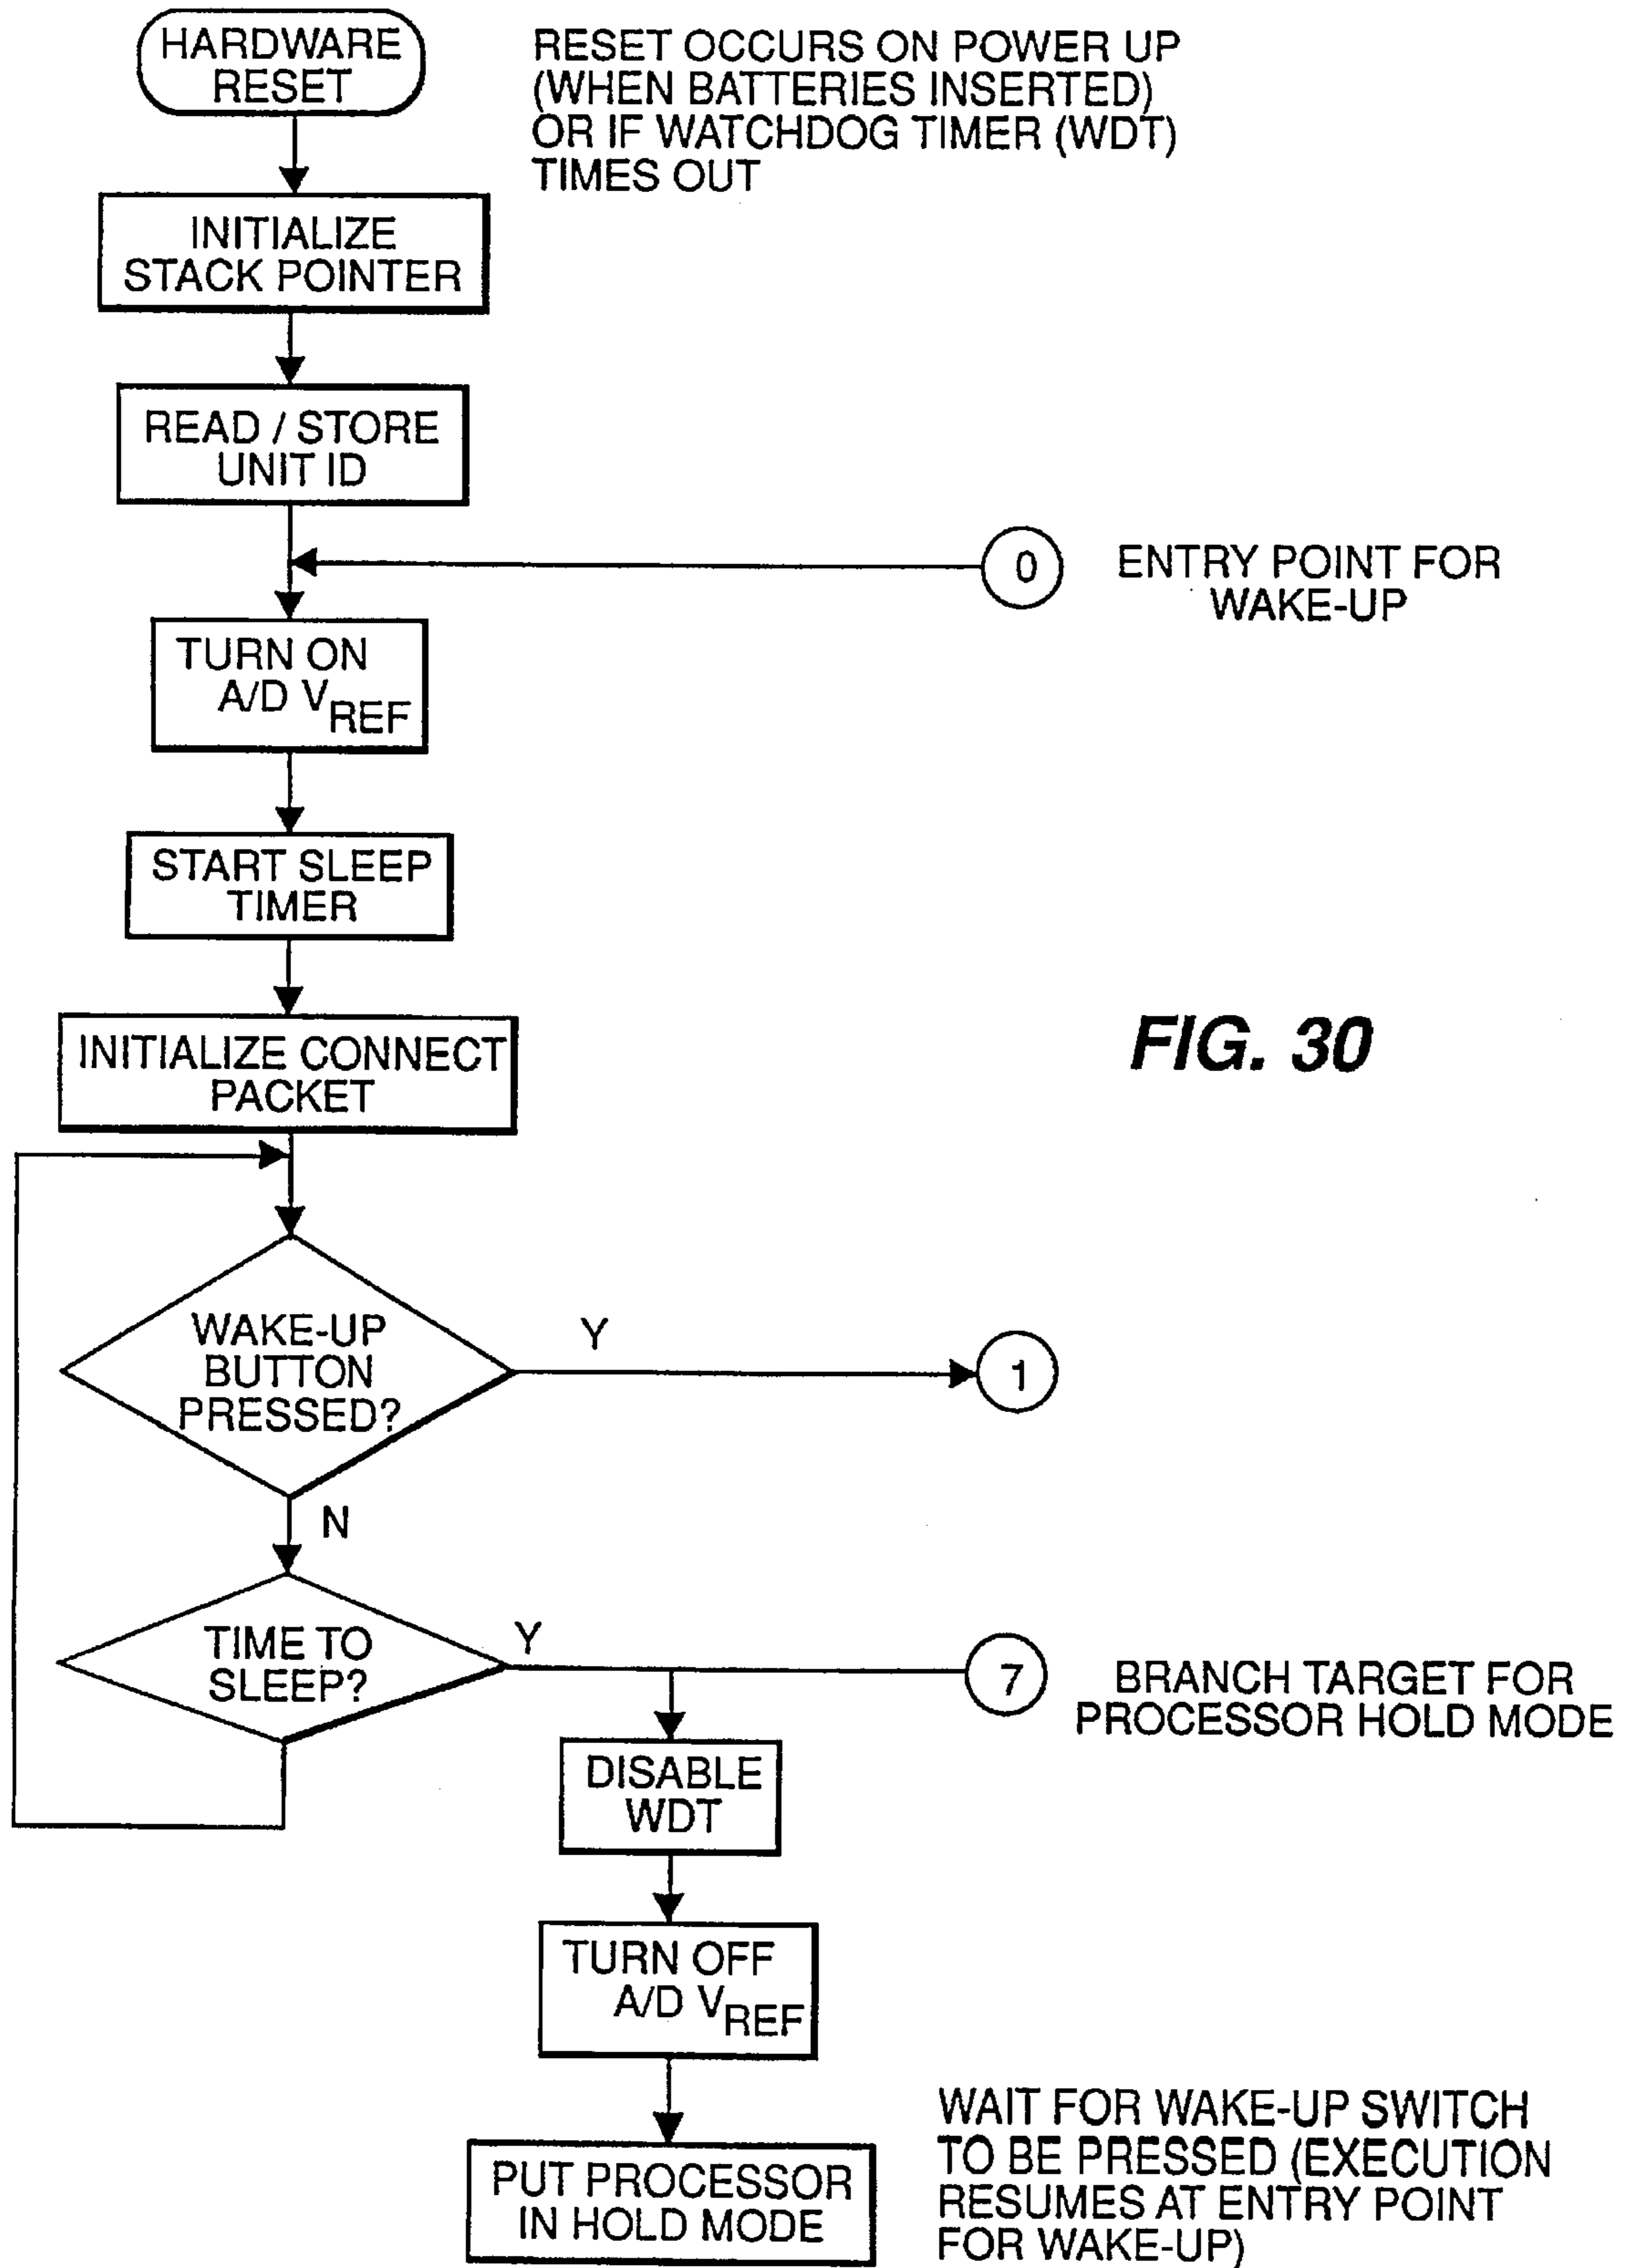 HARDWARE
RESET
RESET OCCURS ON POWER UP
(WHEN BATTERIES INSERTED)
OR IF WATCHDOG TIMER (WDT)
TIMES OUT
INITIALIZE
STACK POINTER
READ / STORE
UNIT ID
0
ENTRY POINT FOR
WAKE-UP
TURN ON
A/D VREF
START SLEEP
TIMER
INITIALIZE CONNECT
PACKET
FIG. 30
WAKE-UP
BUTTON
PRESSED?
Y
1
N
TIME TO
SLEEP?
Y
7
BRANCH TARGET FOR
PROCESSOR HOLD MODE
DISABLE
WDT
TURN OFF
A/D VREF
PUT PROCESSOR
IN HOLD MODE
WAIT FOR WAKE-UP SWITCH
TO BE PRESSED (EXECUTION
RESUMES AT ENTRY POINT
FOR WAKE-UP)